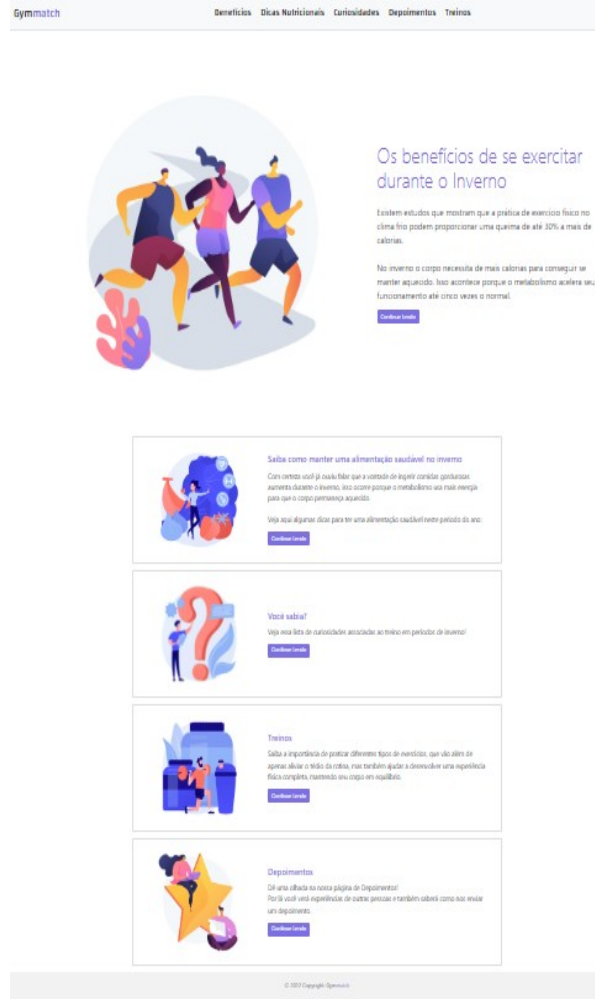 Gymmatch
Benefícios Dicas Nutricionais Curiosidades Depoimentos Treinos
Os benefícios de se exercitar
durante o Inverno
Existem estudos que mostram que a prática de exercício físico no
clima frio podem proporcionar uma queima de até 30% a mais de
calorias.
No inverno o corpo necessita de mais calorias para conseguir se
manter aquecido. Isso acontece porque o metabolismo acelera seu
funcionamento até cinco vezes o normal.
Continuar Lendo
Saiba como manter uma alimentação saudável no inverno
Com certeza você já ouviu falar que a vontade de ingerir comidas gordurosas
aumenta durante o inverno, isso ocorre porque o metabolismo usa mais energia
para que o corpo permaneça aquecido.
Veja aqui algumas dicas para ter uma alimentação saudável neste período do ano:
Continuar Lendo
Você sabia?
Veja essa lista de curiosidades associadas ao treino em períodos de inverno!
Continuar Lendo
Treinos
Saiba a importância de praticar diferentes tipos de exercícios, que vão além de
apenas aliviar o tédio da rotina, mas também ajudar a desenvolver uma experiência
física completa, mantendo seu corpo em equilíbrio.
Continuar Lendo
Depoimentos
Dê uma olhada na nossa página de Depoimentos!
Por lá você verá experiências de outras pessoas e também saberá como nos enviar
um depoimento.
Continuar Lendo
© 2022 Copyright: Gymmatch